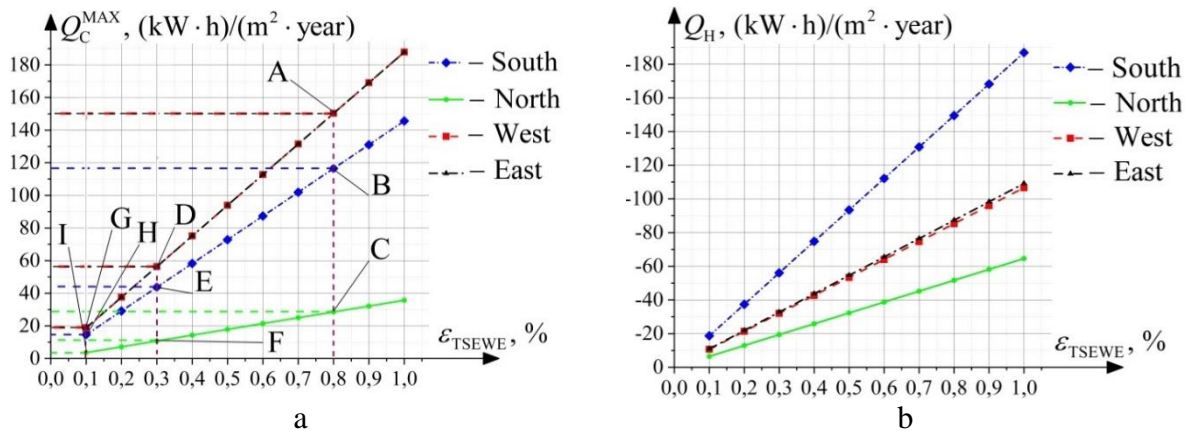 Q_C^MAX, (kW · h)/(m² · year)
180
160
140
120
100
80
60
40
20
0
0,0 0,1 0,2 0,3 0,4 0,5 0,6 0,7 0,8 0,9 1,0
ε_TSEWE, %
A
B
C
D
E
F
G
H
I
– South
– North
– West
– East
a
Q_H, (kW · h)/(m² · year)
-180
-160
-140
-120
-100
-80
-60
-40
-20
0
0,0 0,1 0,2 0,3 0,4 0,5 0,6 0,7 0,8 0,9 1,0
ε_TSEWE, %
– South
– North
– West
– East
b